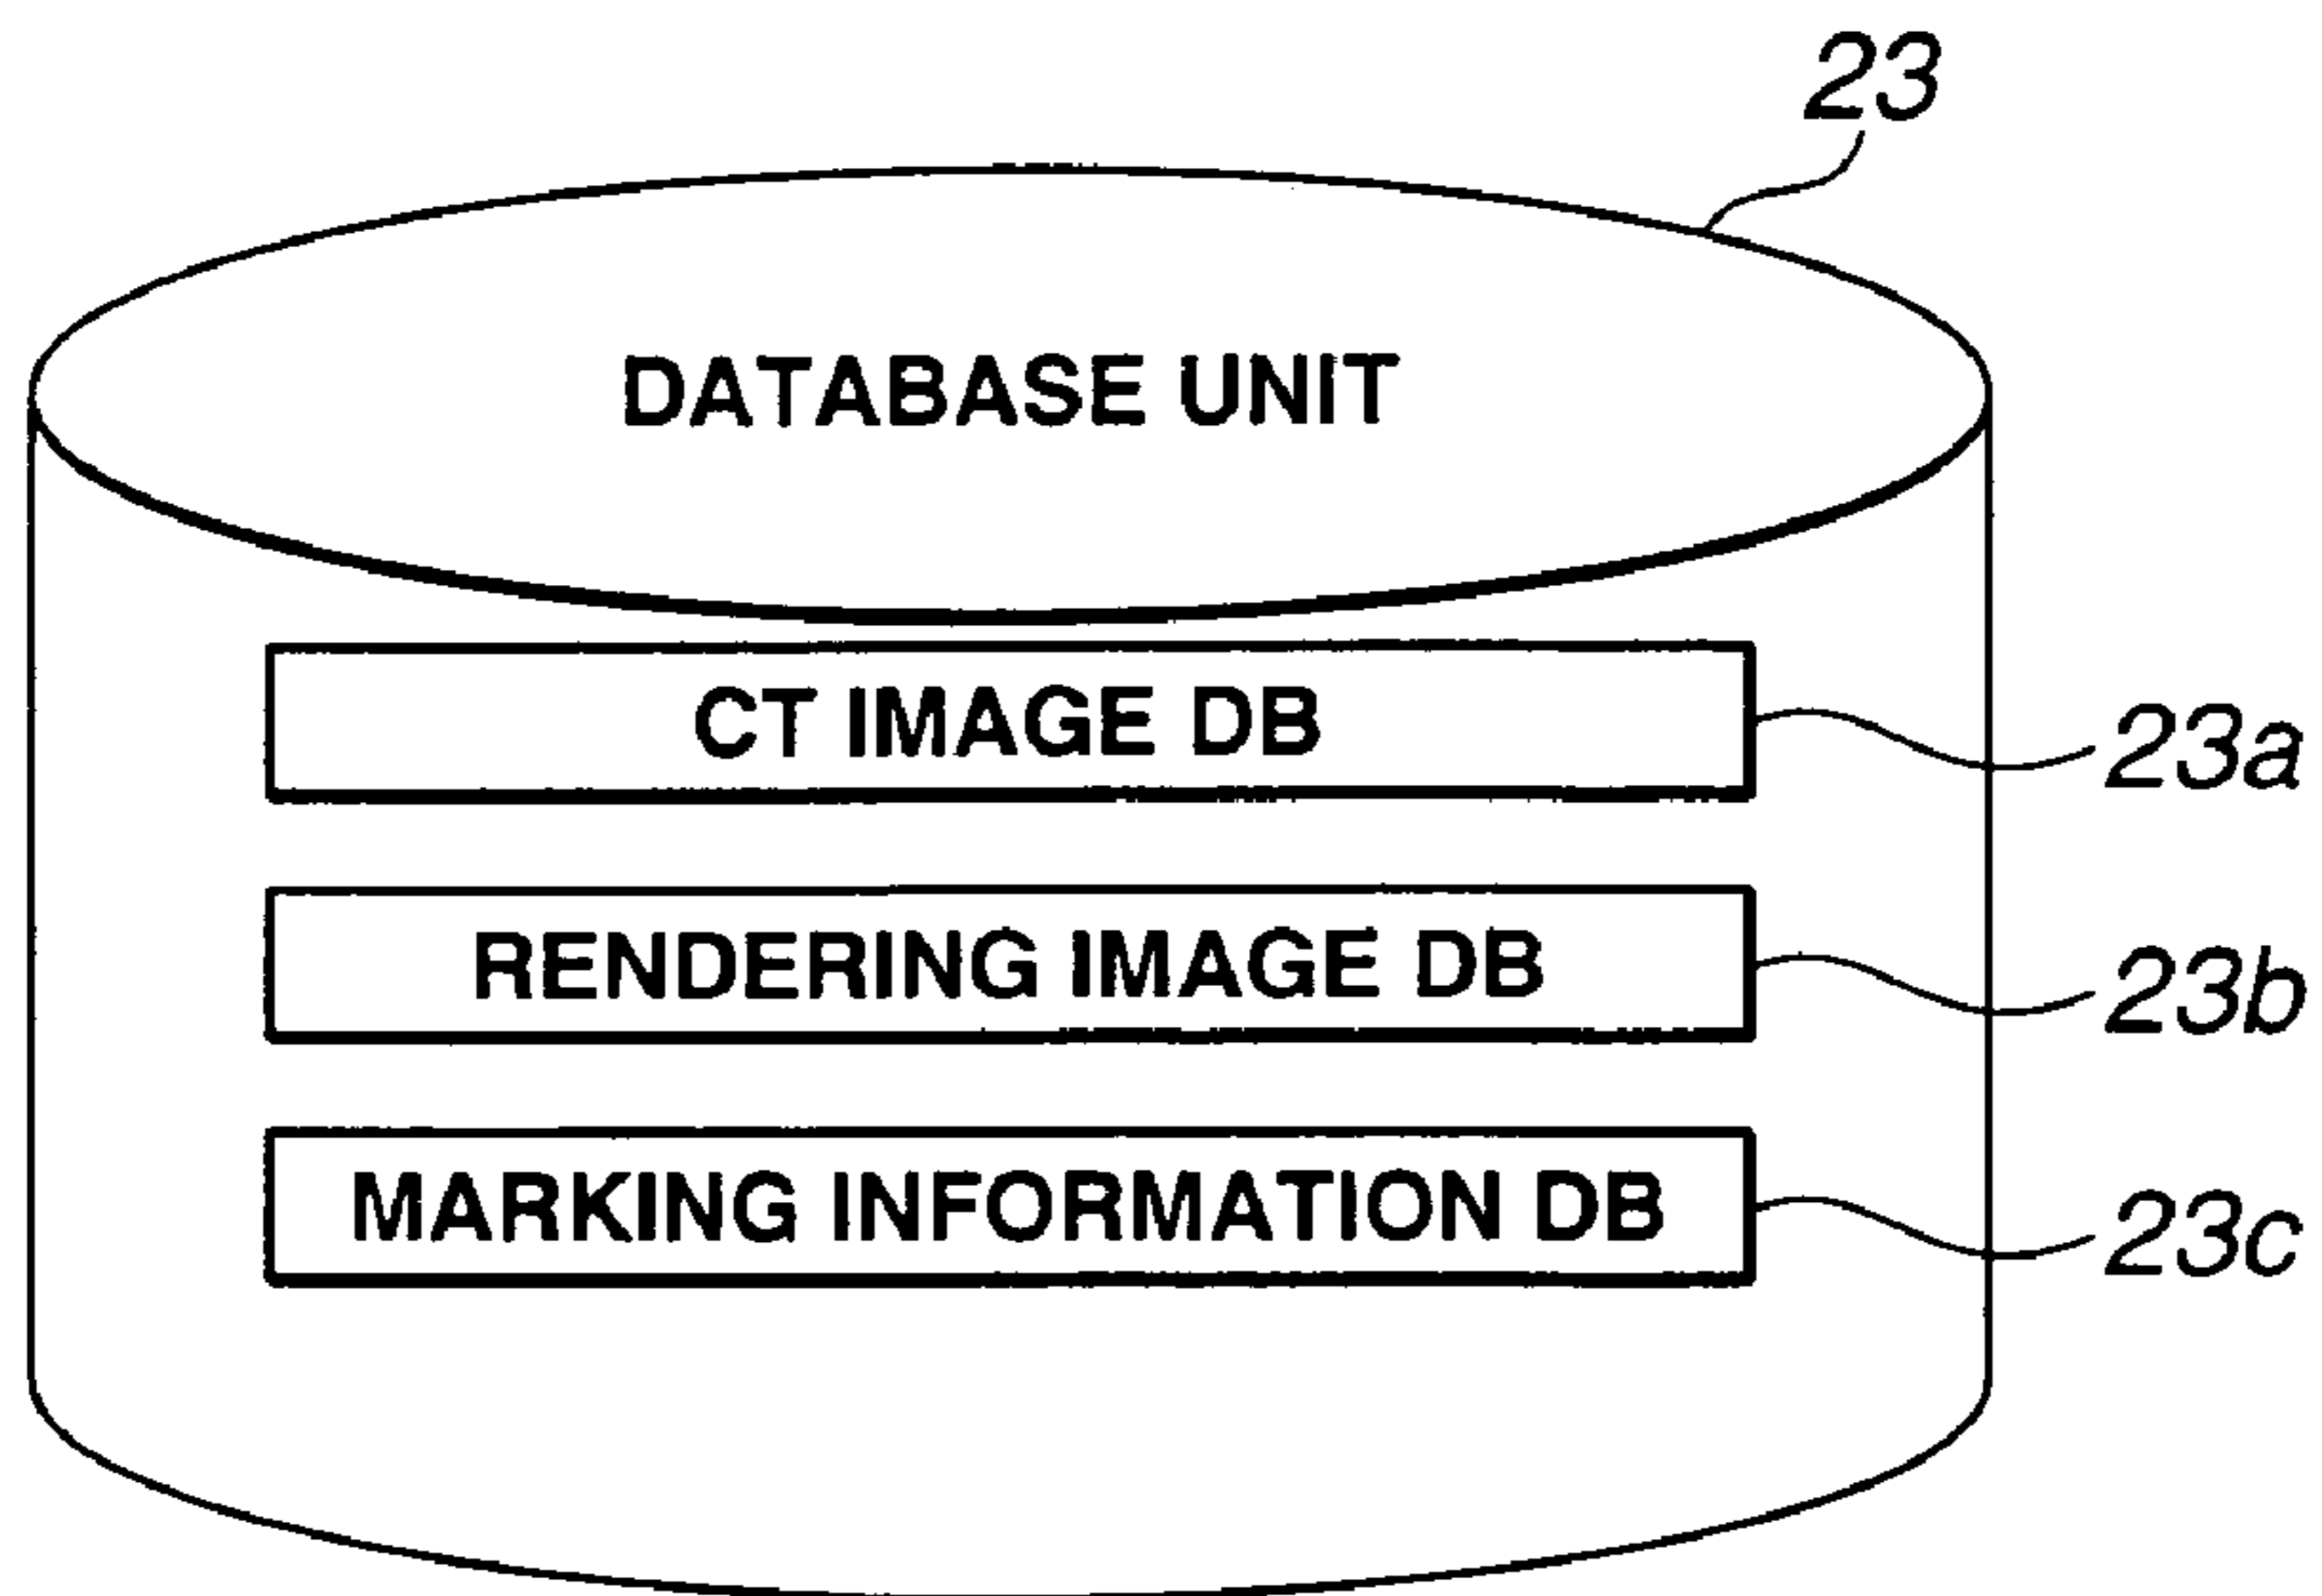 23
DATABASE UNIT
CT IMAGE DB
23a
RENDERING IMAGE DB
23b
MARKING INFORMATION DB
23c